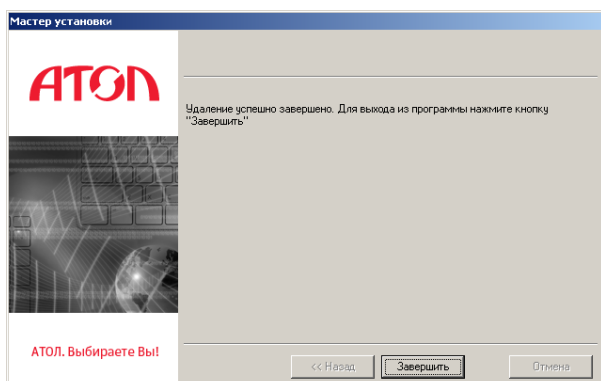 Мастер установки
АТОЛ
Удаление успешно завершено. Для выхода из программы нажмите кнопку
"Завершить"
АТОЛ. Выбираете Вы!
<< Назад
Завершить
Отмена